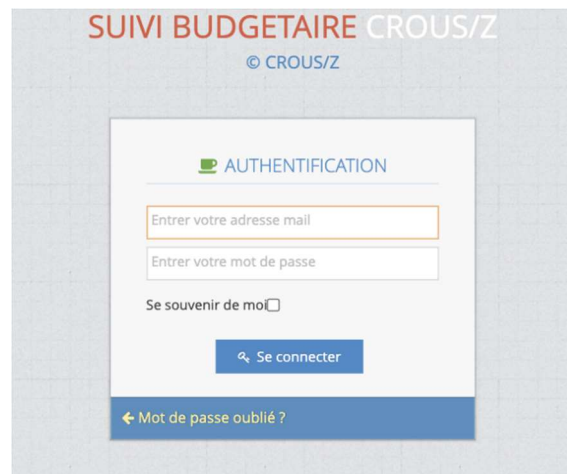 SUIVI BUDGETAIRE CROUS/Z
© CROUS/Z
AUTHENTIFICATION
Entrer votre adresse mail
Entrer votre mot de passe
Se souvenir de moi
Se connecter
Mot de passe oublié ?